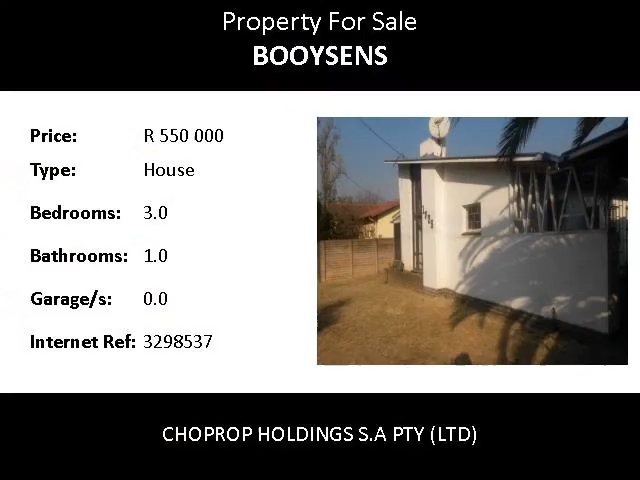 Property For Sale
BOOYSENS
Price: R 550 000
Type: House
Bedrooms: 3.0
Bathrooms: 1.0
Garage/s: 0.0
Internet Ref: 3298537
CHOPROP HOLDINGS S.A PTY (LTD)